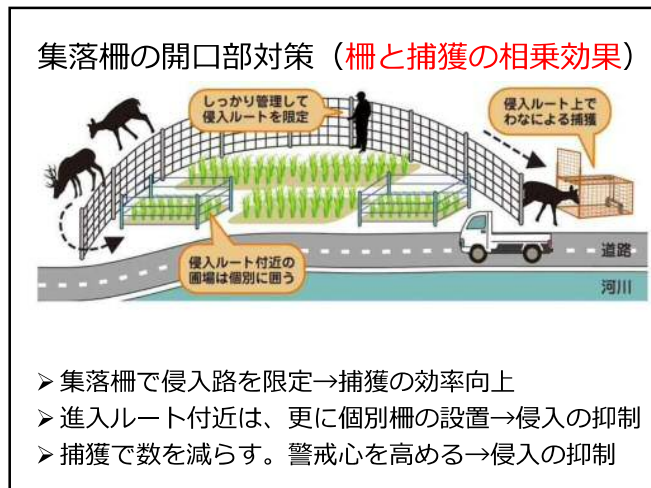 集落柵の開口部対策（柵と捕獲の相乗効果）
しっかり管理して
侵入ルートを限定
侵入ルート上で
わなによる捕獲
侵入ルート付近の
圃場は個別に囲う
道路
河川
➢ 集落柵で侵入路を限定→捕獲の効率向上
➢ 進入ルート付近は、更に個別柵の設置→侵入の抑制
➢ 捕獲で数を減らす。警戒心を高める→侵入の抑制